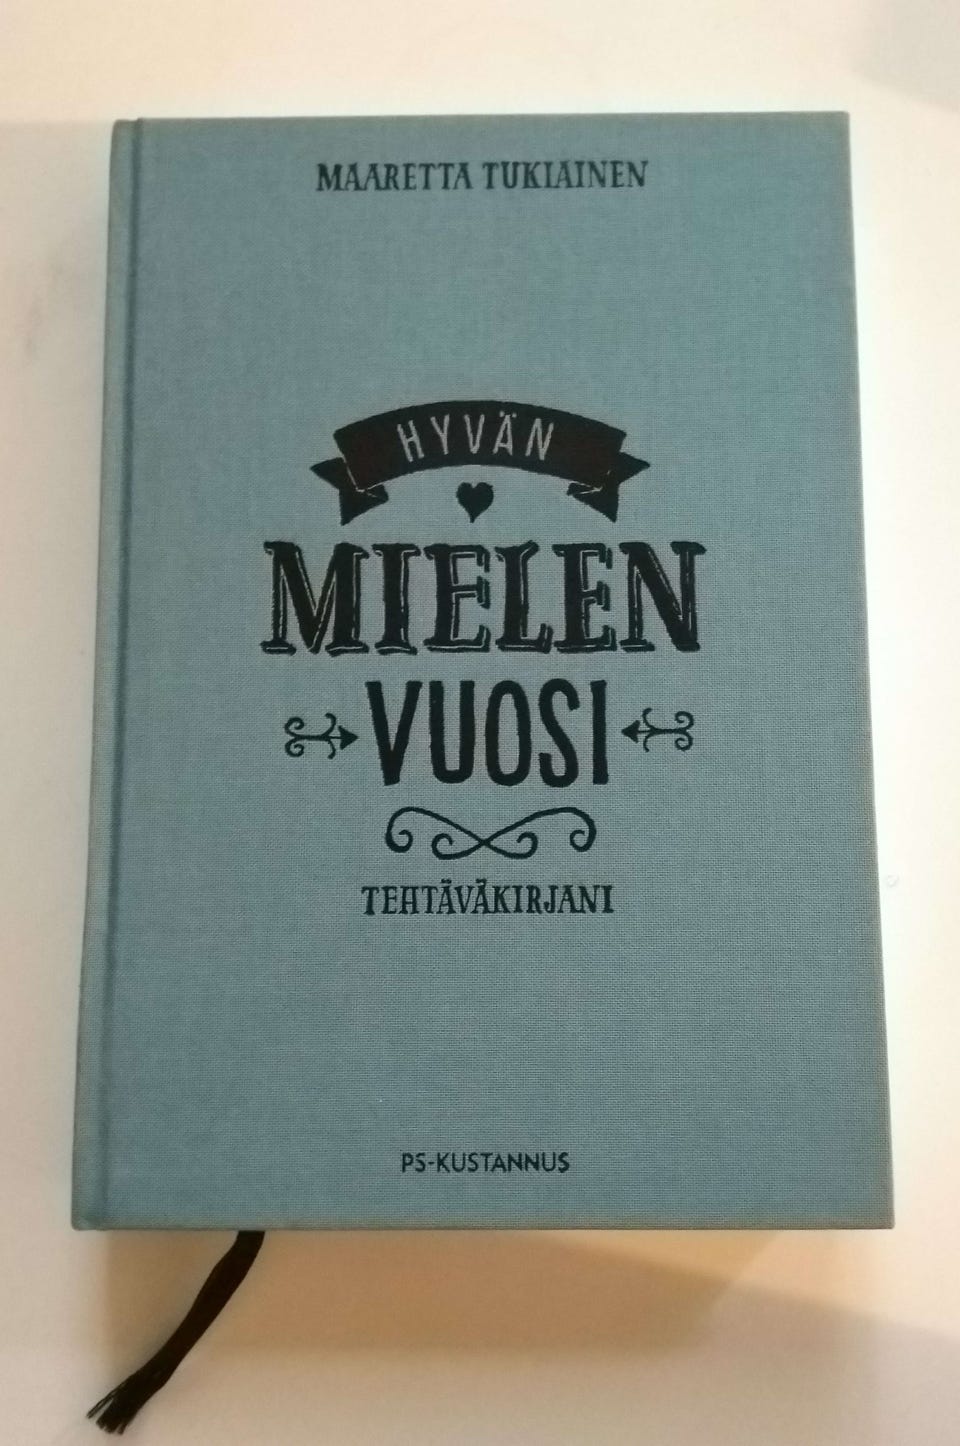 MAARETTA TUKIAINEN
HYVÄN
MIELEN
VUOSI
TEHTÄVÄKIRJANI
PS-KUSTANNUS